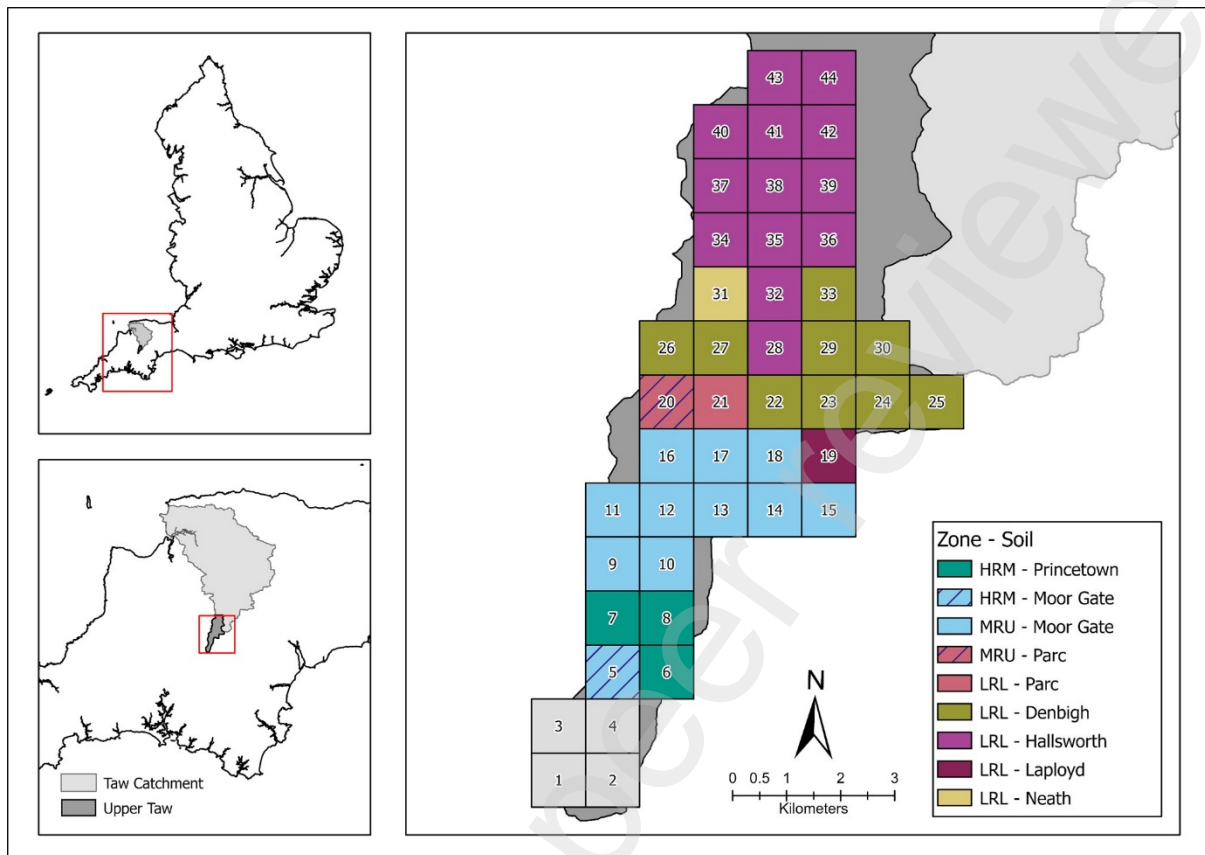 43 44
40 41 42
37 38 39
34 35 36
31 32 33
26 27 28 29 30
20 21 22 23 24 25
16 17 18 19
11 12 13 14 15
9 10
7 8
5 6
3 4
1 2
Taw Catchment
Upper Taw
N
0 0.5 1 2 3
Kilometers
Zone - Soil
HRM - Princetown
HRM - Moor Gate
MRU - Moor Gate
MRU - Parc
LRL - Parc
LRL - Denbigh
LRL - Hallsworth
LRL - Laployd
LRL - Neath
peer reviewe